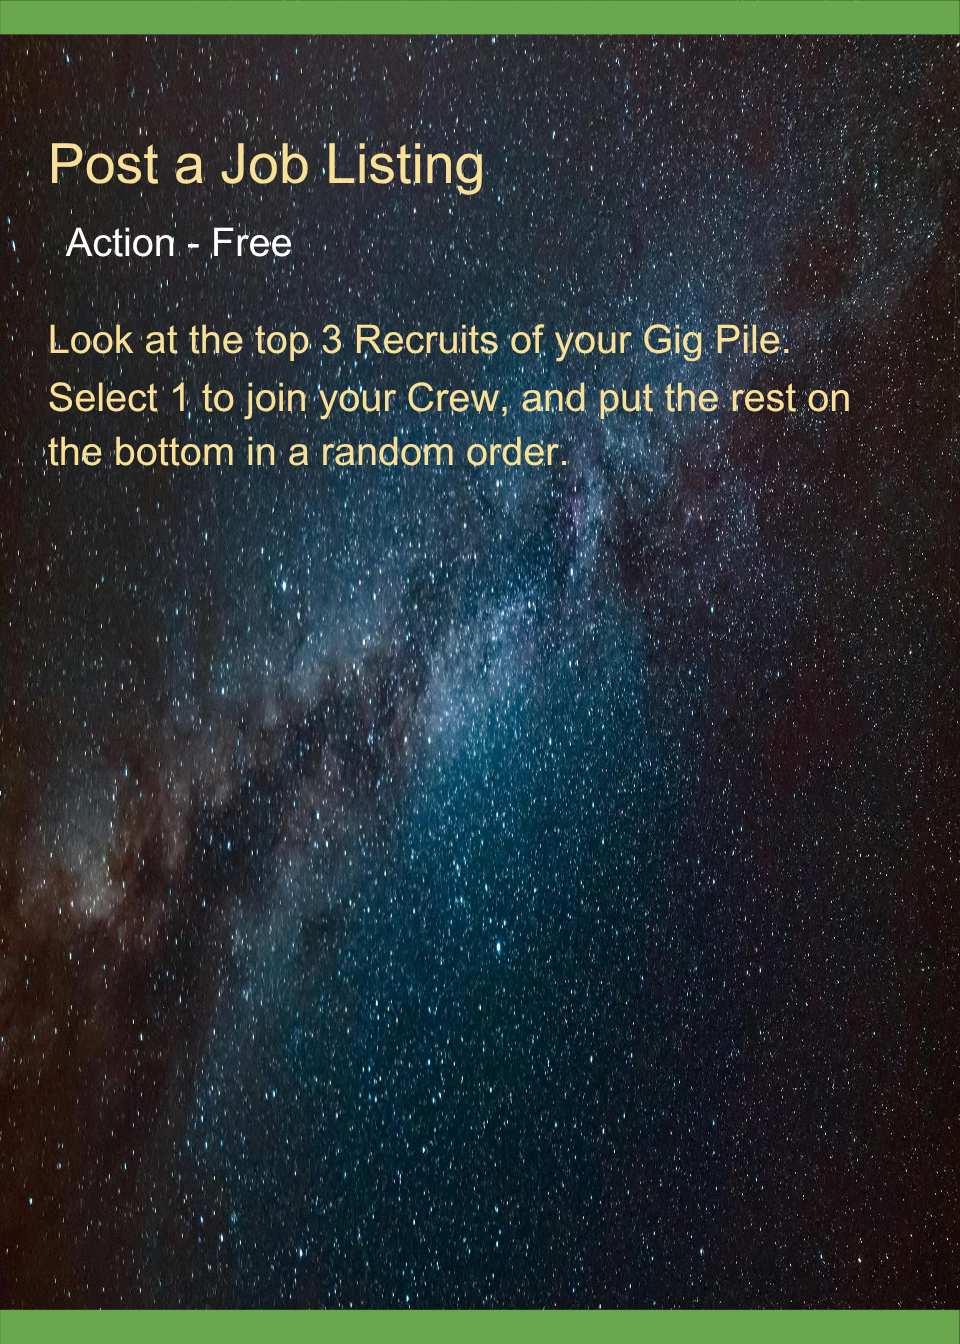 Post a Job Listing
Action - Free
Look at the top 3 Recruits of your Gig Pile.
Select 1 to join your Crew, and put the rest on
the bottom in a random order.